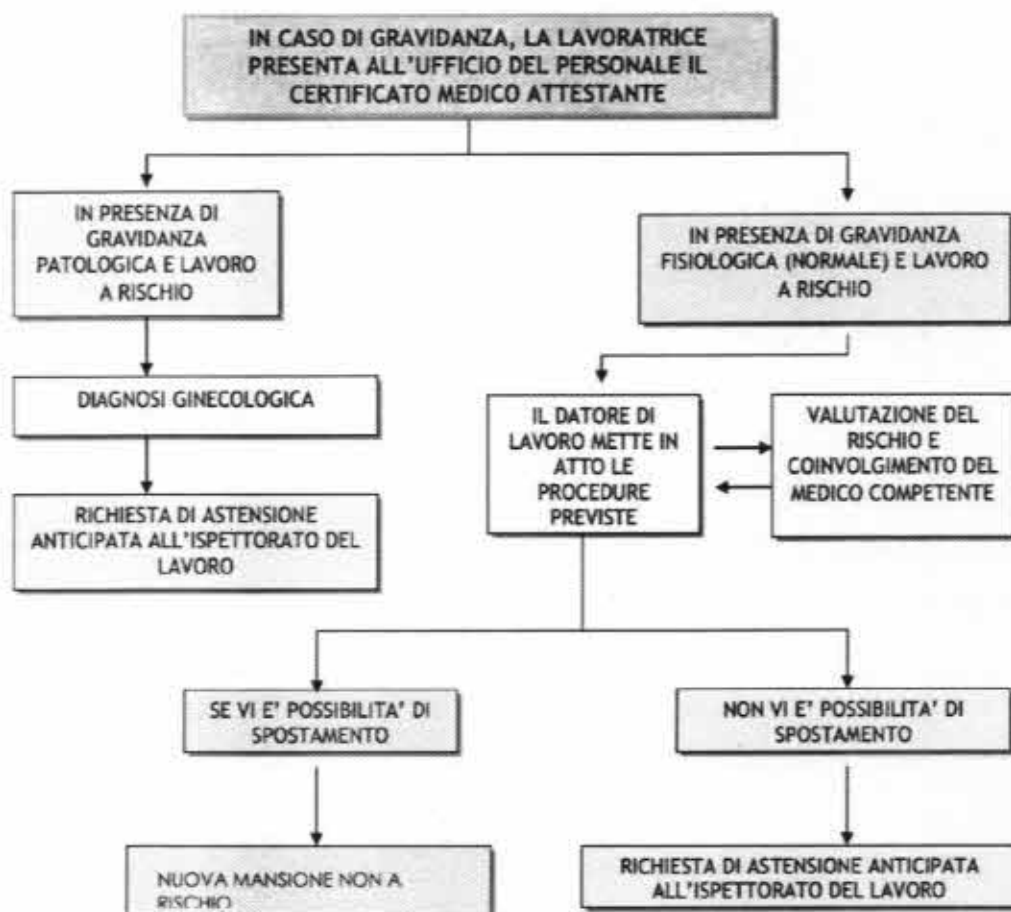 IN CASO DI GRAVIDANZA, LA LAVORATRICE
PRESENTA ALL'UFFICIO DEL PERSONALE IL
CERTIFICATO MEDICO ATTESTANTE
IN PRESENZA DI
GRAVIDANZA
PATOLOGICA E LAVORO
A RISCHIO
IN PRESENZA DI GRAVIDANZA
FISIOLOGICA (NORMALE) E LAVORO
A RISCHIO
DIAGNOSI GINECOLOGICA
RICHIESTA DI ASTENSIONE
ANTICIPATA ALL'ISPETTORATO DEL
LAVORO
IL DATORE DI
LAVORO METTE IN
ATTO LE
PROCEDURE
PREVISTE
VALUTAZIONE DEL
RISCHIO E
COINVOLGIMENTO DEL
MEDICO COMPETENTE
SE VI E' POSSIBILITA' DI
SPOSTAMENTO
NON VI E' POSSIBILITA' DI
SPOSTAMENTO
NUOVA MANSIONE NON A
RISCHIO
RICHIESTA DI ASTENSIONE ANTICIPATA
ALL'ISPETTORATO DEL LAVORO